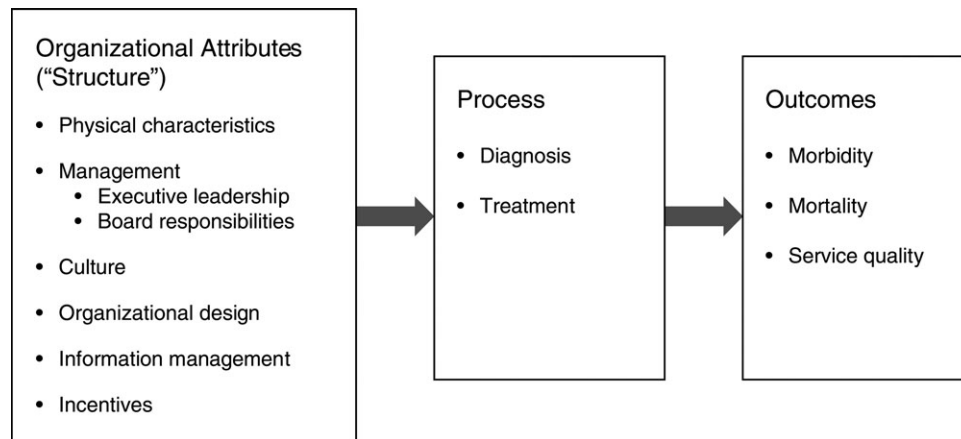 Organizational Attributes
(“Structure”)
• Physical characteristics
• Management
• Executive leadership
• Board responsibilities
• Culture
• Organizational design
• Information management
• Incentives
Process
• Diagnosis
• Treatment
Outcomes
• Morbidity
• Mortality
• Service quality